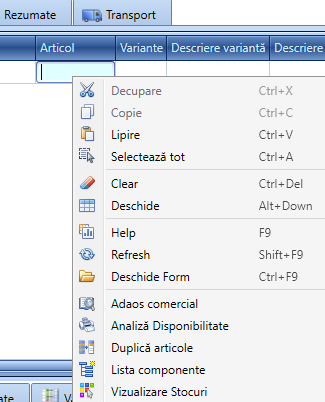 Rezumate Transport
Articol Variante Descriere variantă Descriere
Decupare Ctrl+X
Copie Ctrl+C
Lipire Ctrl+V
Selectează tot Ctrl+A
Clear Ctrl+Del
Deschide Alt+Down
Help F9
Refresh Shift+F9
Deschide Form Ctrl+F9
Adaos comercial
Analiză Disponibilitate
Duplică articole
Lista componente
Vizualizare Stocuri